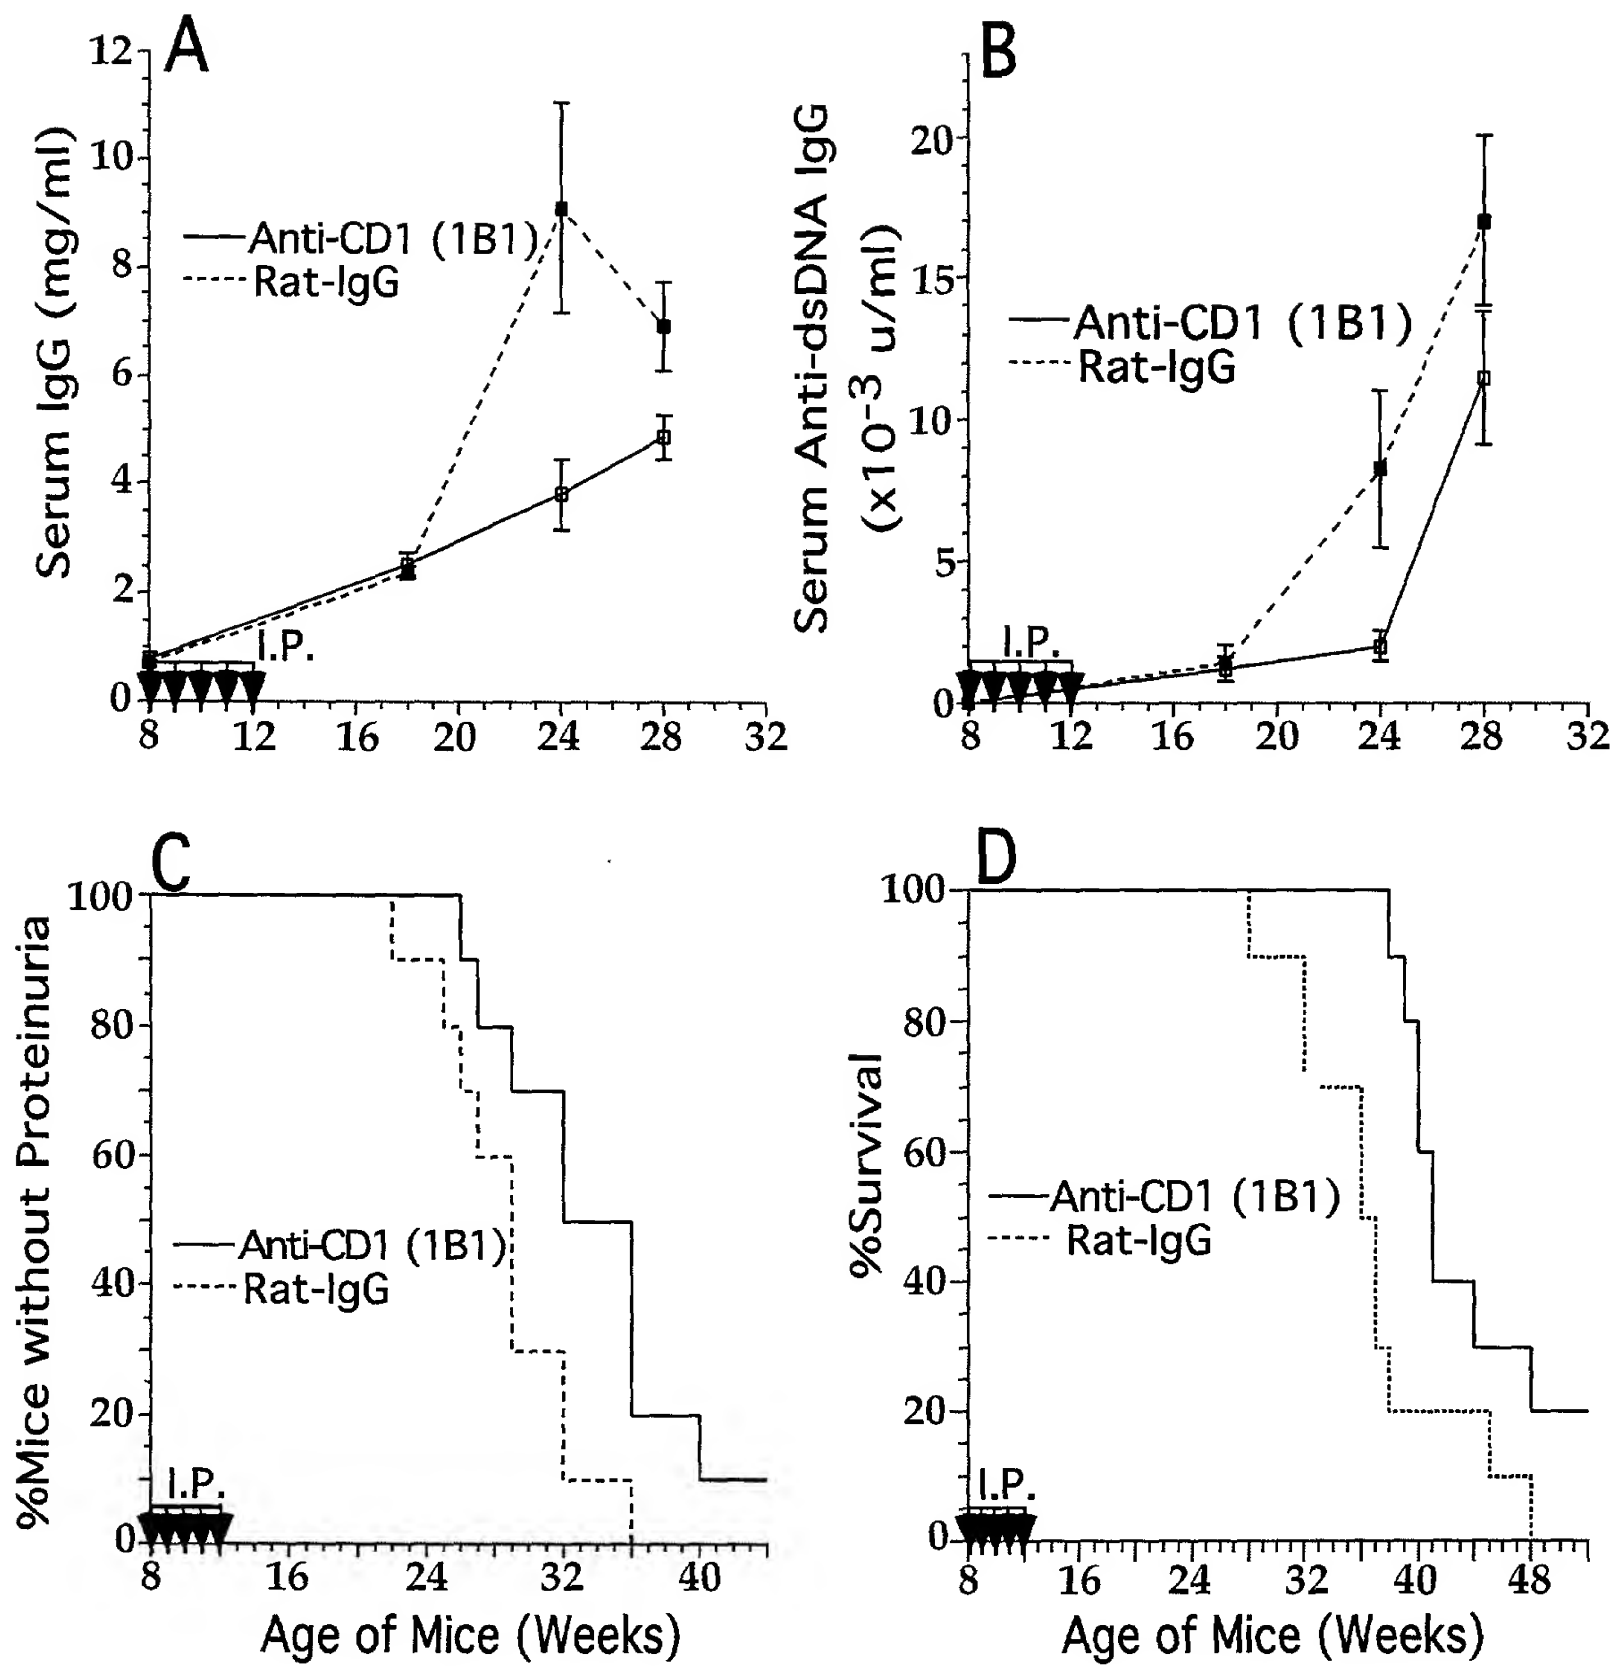 A
12
10
8
6
4
2
0
Serum IgG (mg/ml)
Anti-CD1 (1B1)
Rat-IgG
I.P.
8 12 16 20 24 28 32
B
20
15
10
5
0
Serum Anti-dsDNA IgG
(x10-3 u/ml)
Anti-CD1 (1B1)
Rat-IgG
I.P.
8 12 16 20 24 28 32
C
100
80
60
40
20
0
%Mice without Proteinuria
Anti-CD1 (1B1)
Rat-IgG
I.P.
8 16 24 32 40
Age of Mice (Weeks)
D
100
80
60
40
20
0
%Survival
Anti-CD1 (1B1)
Rat-IgG
I.P.
8 16 24 32 40 48
Age of Mice (Weeks)